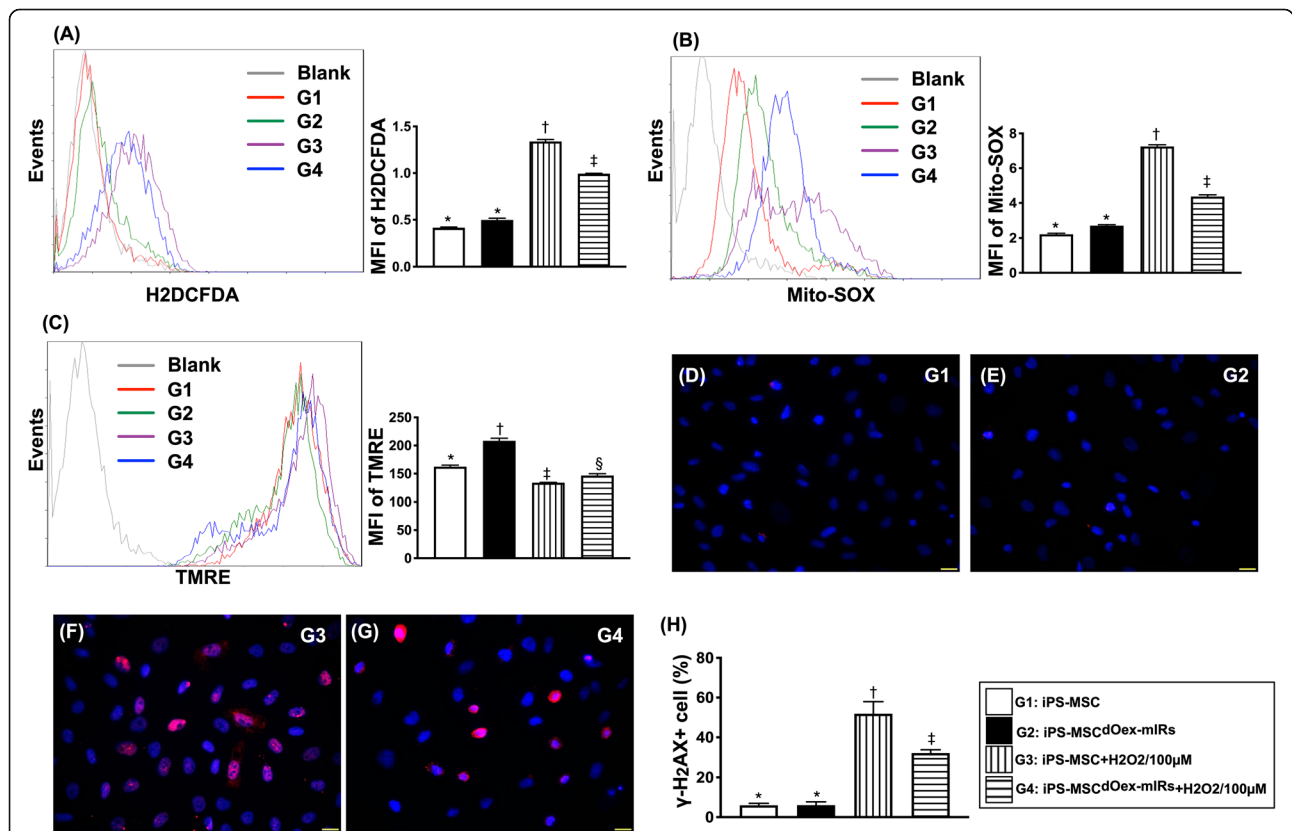 (A)
Blank
G1
G2
G3
G4
Events
H2DCFDA
MFI of H2DCFDA
1.5
1.0
0.5
0.0
*
*
†
‡
(B)
Blank
G1
G2
G3
G4
Events
Mito-SOX
MFI of Mito-SOX
8
6
4
2
0
*
*
†
‡
(C)
Blank
G1
G2
G3
G4
Events
TMRE
MFI of TMRE
250
200
150
100
50
0
*
†
‡
§
(D)
G1
(E)
G2
(F)
G3
(G)
G4
(H)
γ-H2AX+ cell (%)
80
60
40
20
0
*
*
†
‡
G1: iPS-MSC
G2: iPS-MSCdOex-mIRs
G3: iPS-MSC+H2O2/100μM
G4: iPS-MSCdOex-mIRs+H2O2/100μM